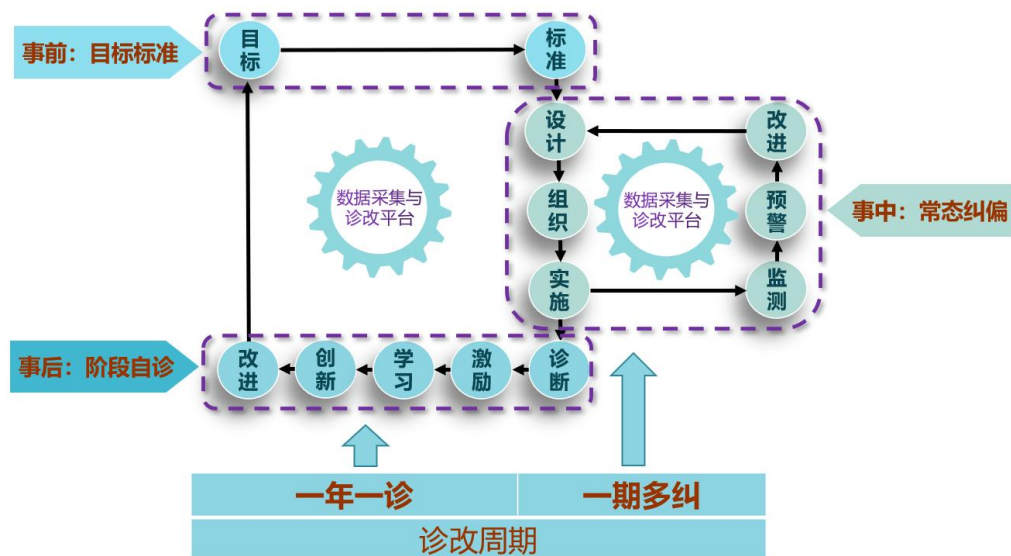 事前：目标标准
目标
标准
设计
改进
数据采集与
诊改平台
组织
数据采集与
诊改平台
预警
事中：常态纠偏
实施
监测
事后：阶段自诊
改进
创新
学习
激励
诊断
一年一诊
一期多纠
诊改周期